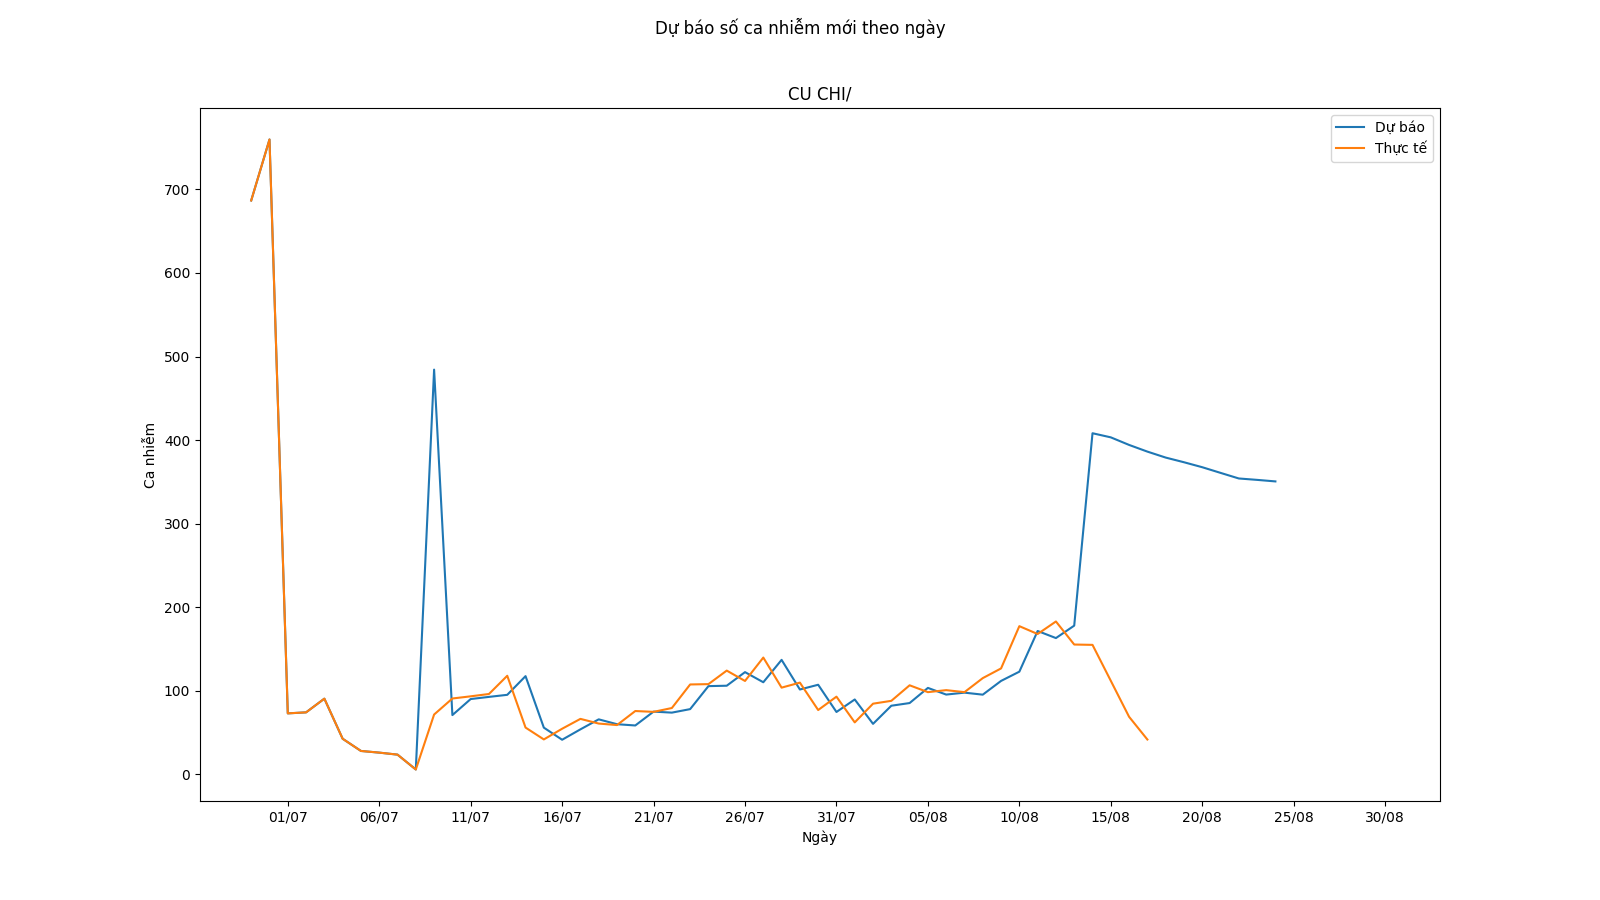 Dự báo số ca nhiễm mới theo ngày
CU CHI/
Dự báo
Thực tế
Ca nhiễm
700
600
500
400
300
200
100
0
01/07 06/07 11/07 16/07 21/07 26/07 31/07 05/08 10/08 15/08 20/08 25/08 30/08
Ngày